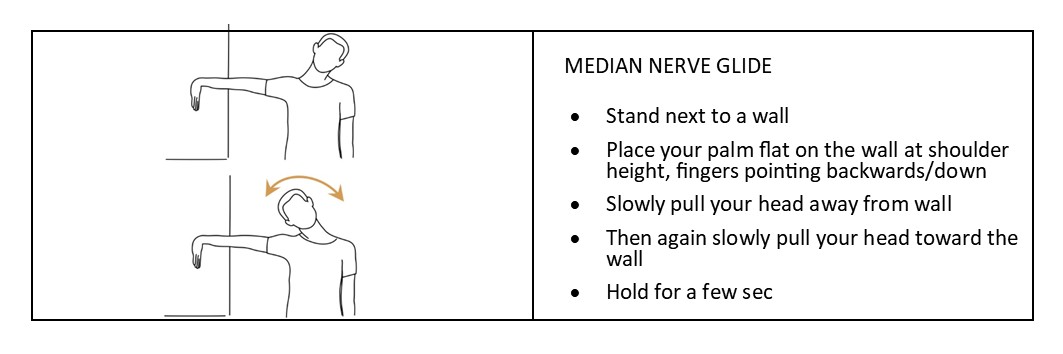 MEDIAN NERVE GLIDE
• Stand next to a wall
• Place your palm flat on the wall at shoulder
height, fingers pointing backwards/down
• Slowly pull your head away from wall
• Then again slowly pull your head toward the
wall
• Hold for a few sec